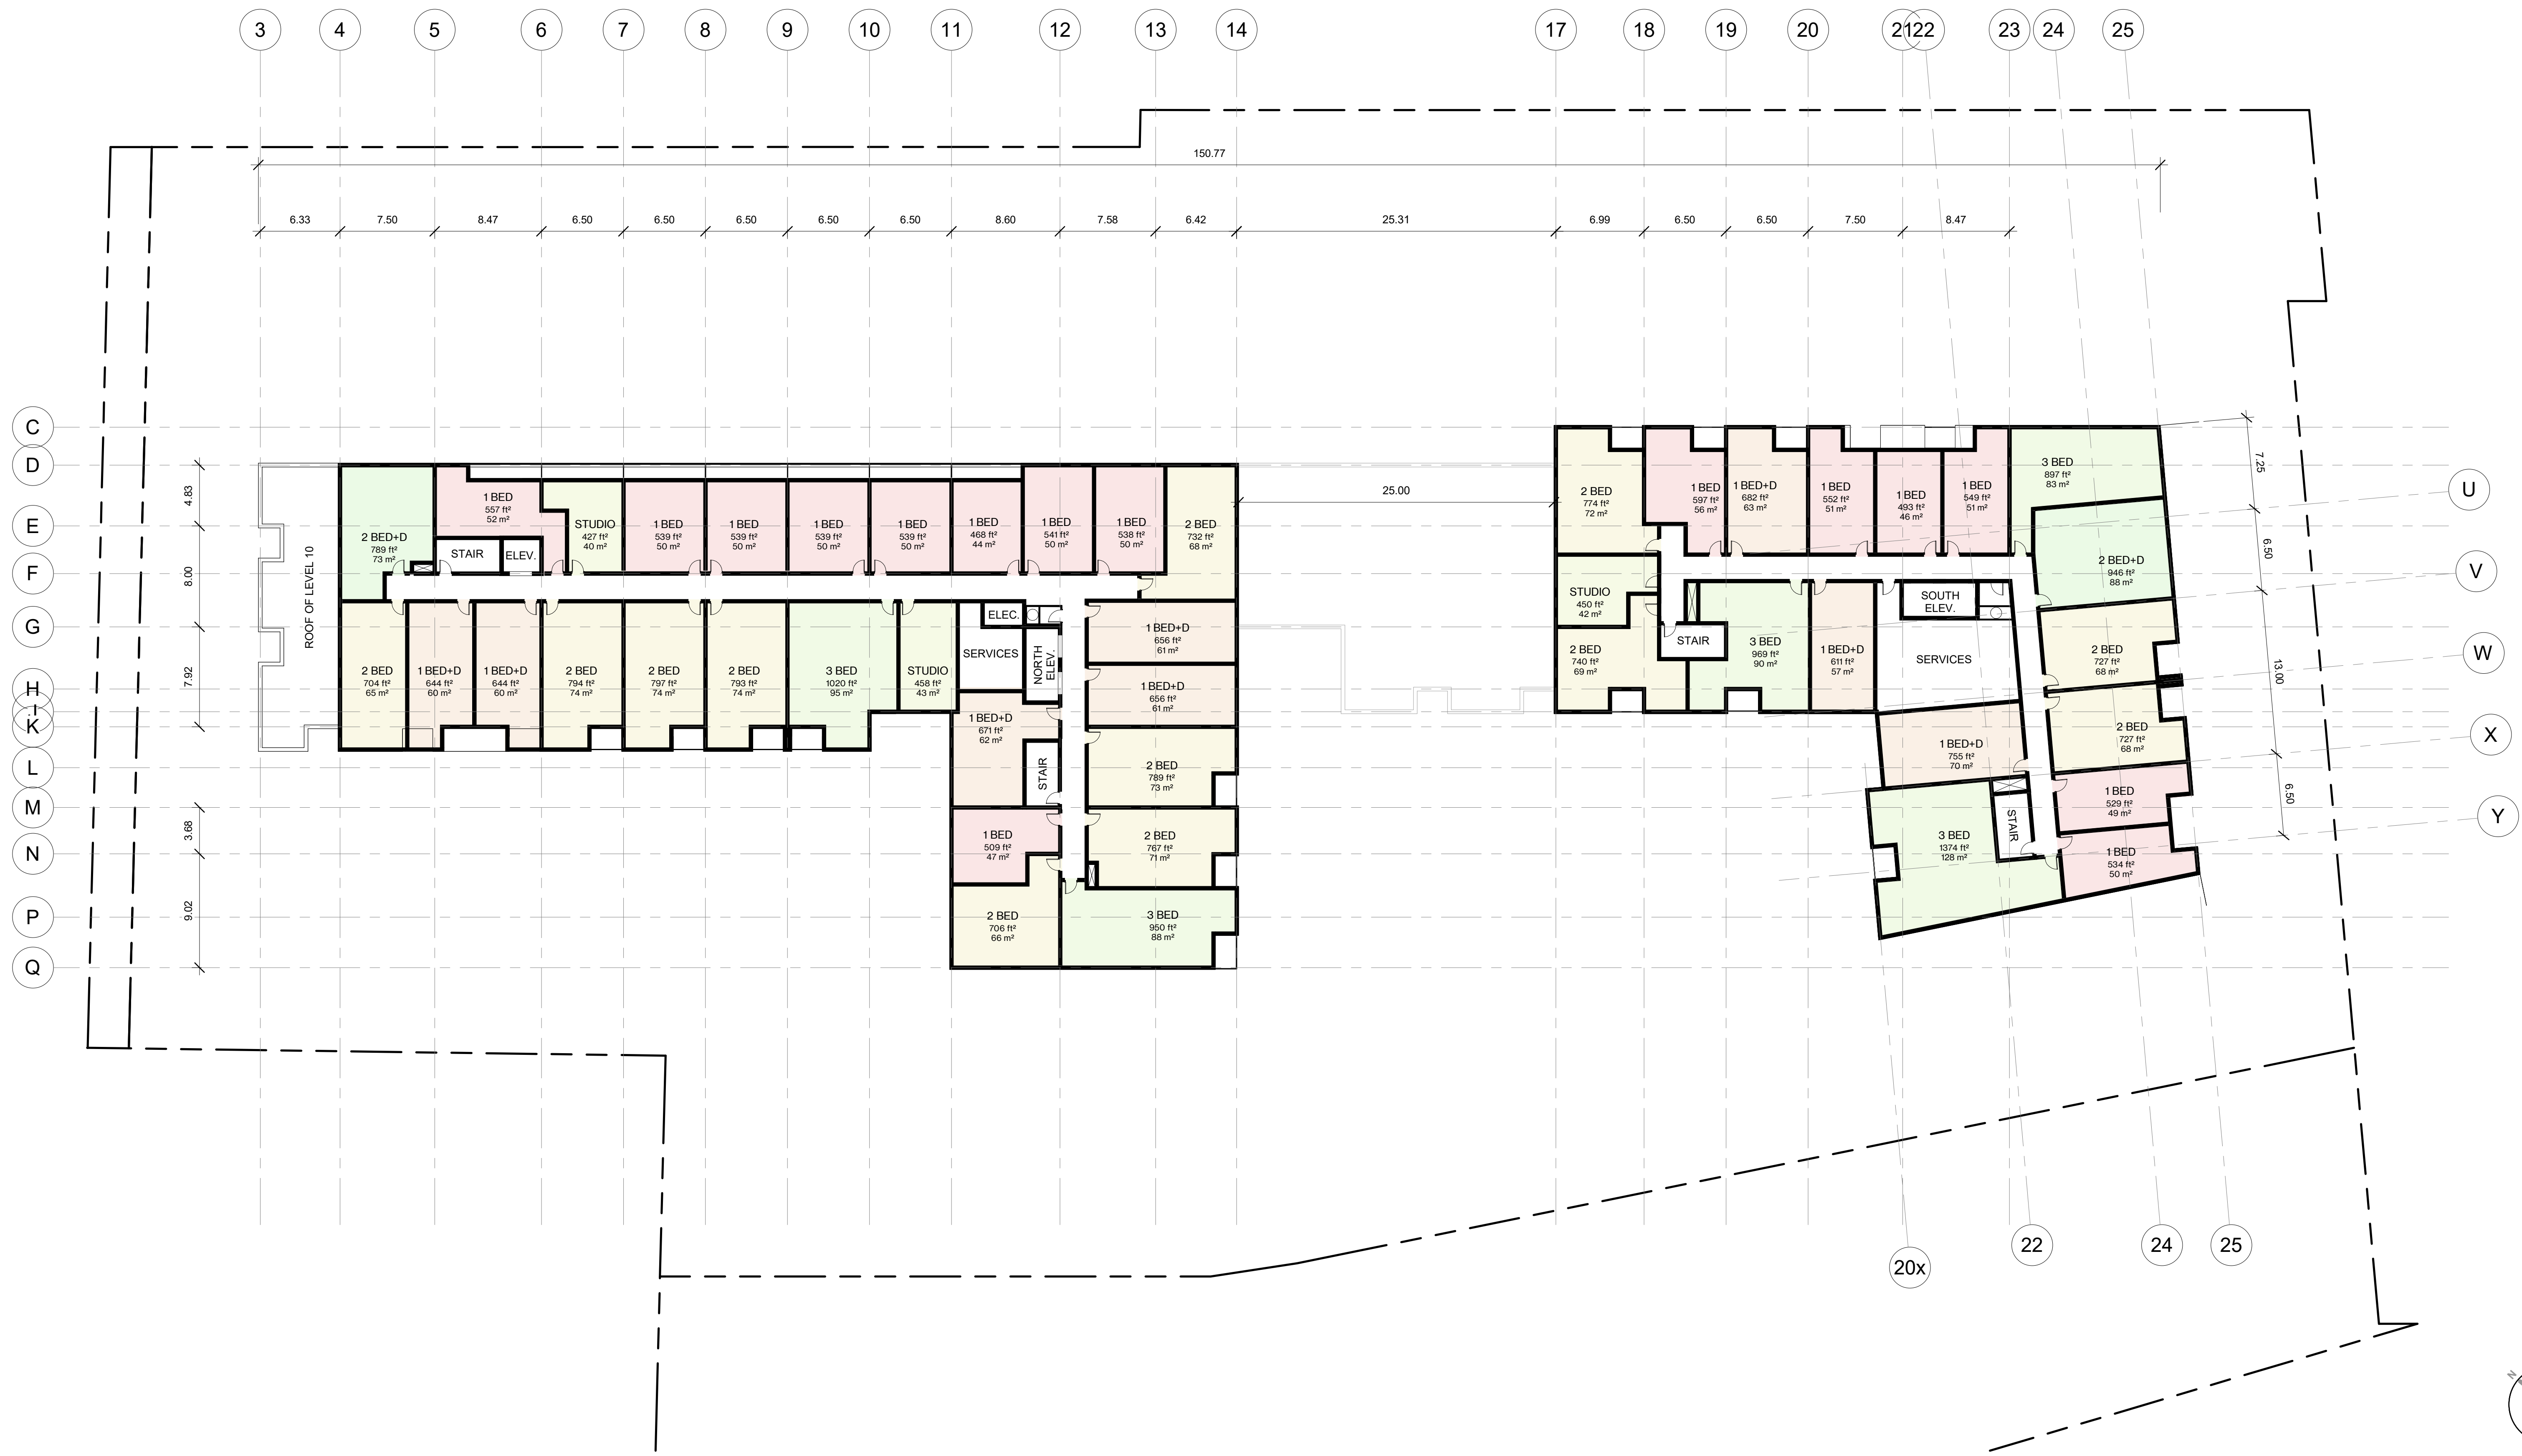 3
4
5
6
7
8
9
10
11
12
13
14
17
18
19
20
21
22
23
24
25
150.77
6.33
7.50
8.47
6.50
6.50
6.50
6.50
6.50
8.60
7.58
6.42
25.31
6.99
6.50
6.50
7.50
8.47
C
D
E
F
G
H
I
K
L
M
N
P
Q
4.83
8.00
7.92
3.68
9.02
ROOF OF LEVEL 10
2 BED+D
789 ft²
73 m²
1 BED
557 ft²
52 m²
STAIR
ELEV.
STUDIO
427 ft²
40 m²
1 BED
539 ft²
50 m²
1 BED
539 ft²
50 m²
1 BED
539 ft²
50 m²
1 BED
539 ft²
50 m²
1 BED
468 ft²
44 m²
1 BED
541 ft²
50 m²
1 BED
538 ft²
50 m²
2 BED
732 ft²
68 m²
2 BED
704 ft²
65 m²
1 BED+D
644 ft²
60 m²
1 BED+D
644 ft²
60 m²
2 BED
794 ft²
74 m²
2 BED
797 ft²
74 m²
2 BED
793 ft²
74 m²
3 BED
1020 ft²
95 m²
STUDIO
458 ft²
43 m²
ELEC.
SERVICES
NORTH
ELEV.
1 BED+D
656 ft²
61 m²
1 BED+D
656 ft²
61 m²
1 BED+D
671 ft²
62 m²
STAIR
2 BED
789 ft²
73 m²
1 BED
509 ft²
47 m²
2 BED
767 ft²
71 m²
2 BED
706 ft²
66 m²
3 BED
950 ft²
88 m²
25.00
2 BED
774 ft²
72 m²
1 BED
597 ft²
56 m²
1 BED+D
682 ft²
63 m²
1 BED
552 ft²
51 m²
1 BED
493 ft²
46 m²
1 BED
549 ft²
51 m²
3 BED
897 ft²
83 m²
2 BED+D
946 ft²
88 m²
STUDIO
450 ft²
42 m²
2 BED
740 ft²
69 m²
STAIR
3 BED
969 ft²
90 m²
1 BED+D
611 ft²
57 m²
SOUTH
ELEV.
SERVICES
2 BED
727 ft²
68 m²
2 BED
727 ft²
68 m²
1 BED+D
755 ft²
70 m²
1 BED
529 ft²
49 m²
3 BED
1374 ft²
128 m²
STAIR
1 BED
534 ft²
50 m²
7.25
6.50
13.00
6.50
U
V
W
X
Y
20x
22
24
25
N